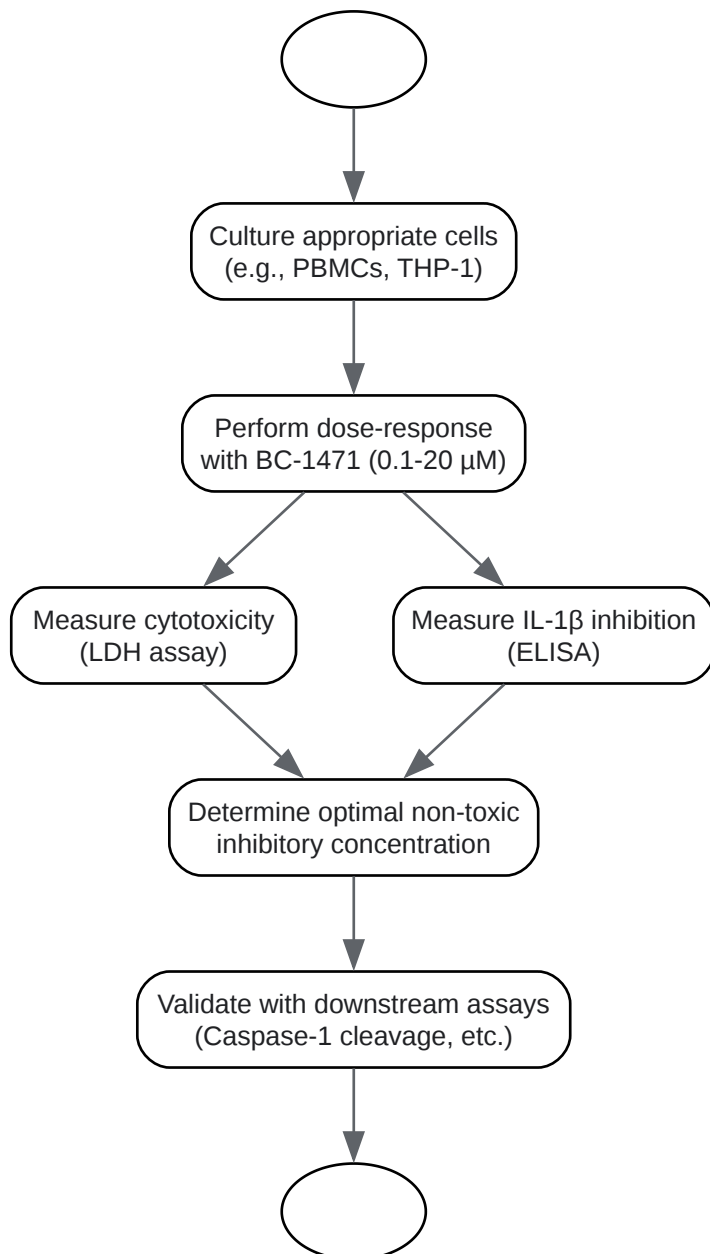 Culture appropriate cells
(e.g., PBMCs, THP-1)
Perform dose-response
with BC-1471 (0.1-20 µM)
Measure cytotoxicity
(LDH assay)
Measure IL-1β inhibition
(ELISA)
Determine optimal non-toxic
inhibitory concentration
Validate with downstream assays
(Caspase-1 cleavage, etc.)